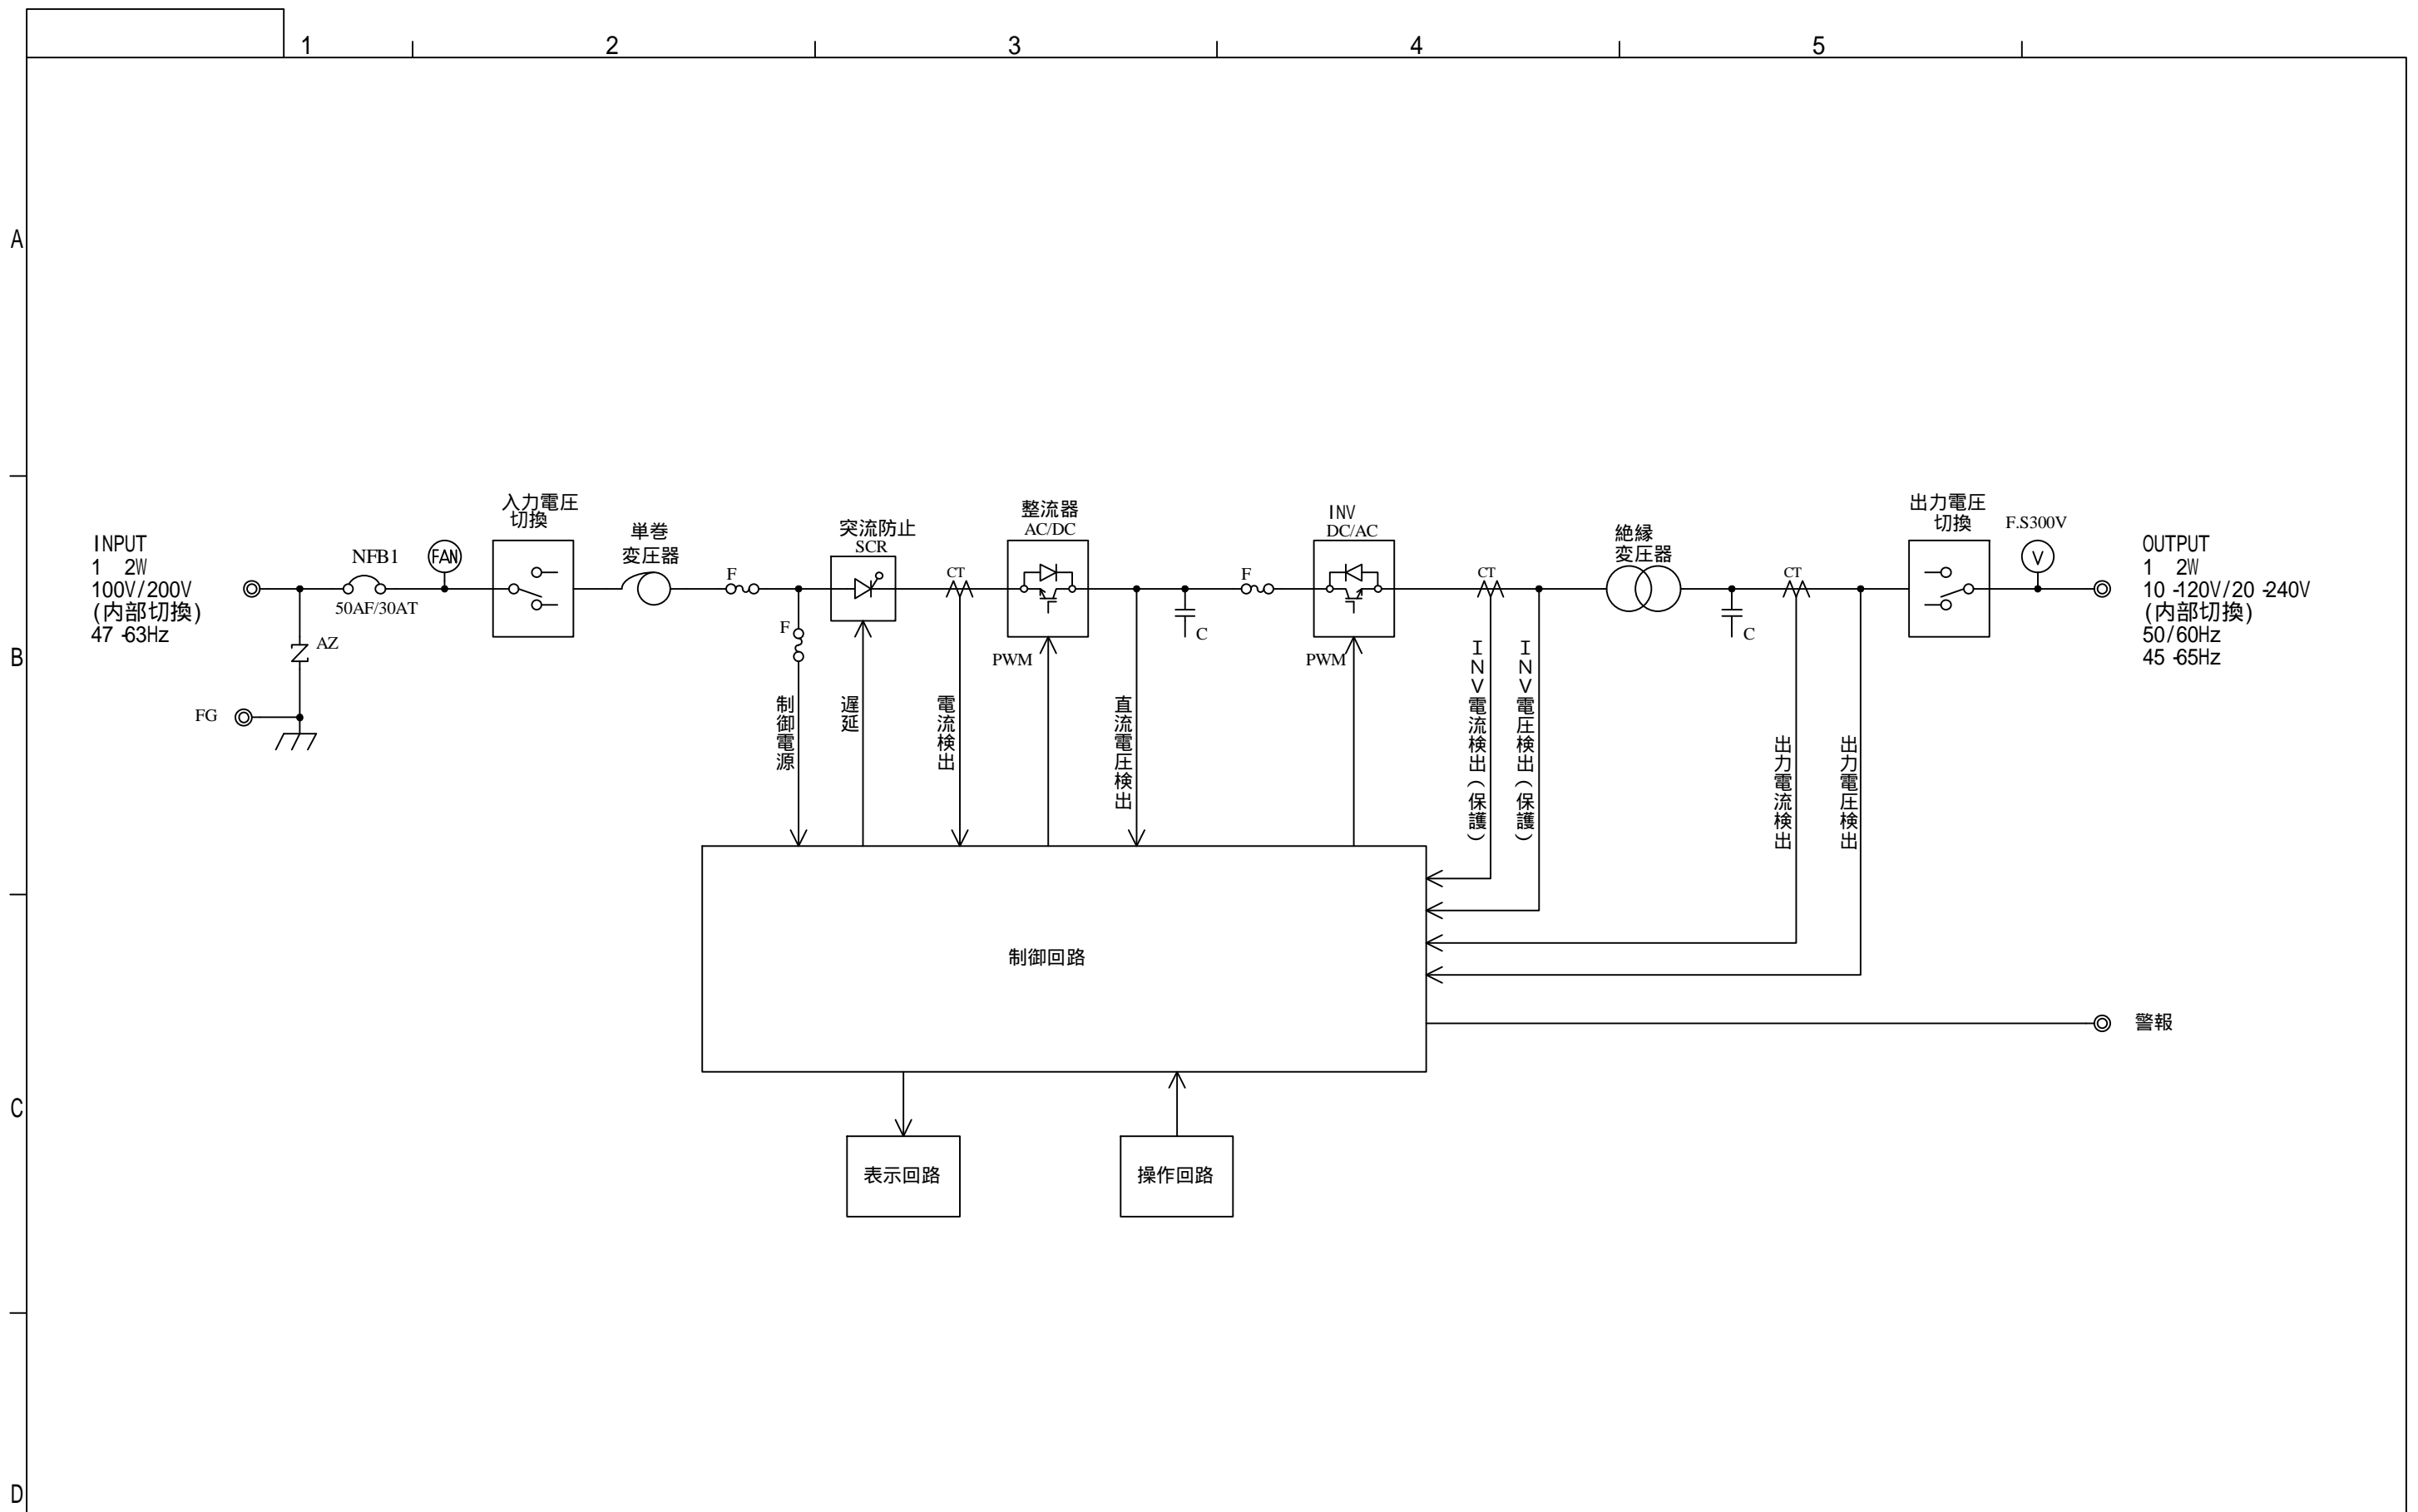 1
2
3
4
5
A
B
C
D
INPUT
1 2W
100V/200V
(内部切換)
47-63Hz
FG
AZ
NFB1
50AF/30AT
FAN
入力電圧
切換
単巻
変圧器
F
F
制御電源
突流防止
SCR
遅延
CT
電流検出
整流器
AC/DC
PWM
直流電圧検出
C
F
INV
DC/AC
PWM
CT
INV電流検出(保護)
INV電圧検出(保護)
絶縁
変圧器
C
CT
出力電流検出
出力電圧検出
出力電圧
切換
F.S300V
V
OUTPUT
1 2W
10-120V/20-240V
(内部切換)
50/60Hz
45-65Hz
制御回路
警報
表示回路
操作回路